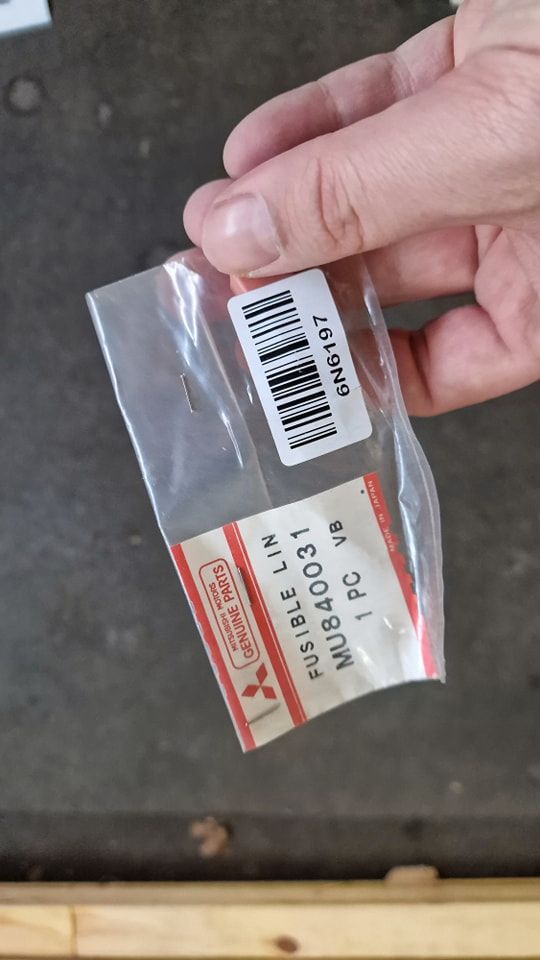 6N6197
MITSUBISHI MOTORS
GENUINE PARTS
FUSIBLE LIN
MU840031
1 PC VB
MADE IN JAPAN